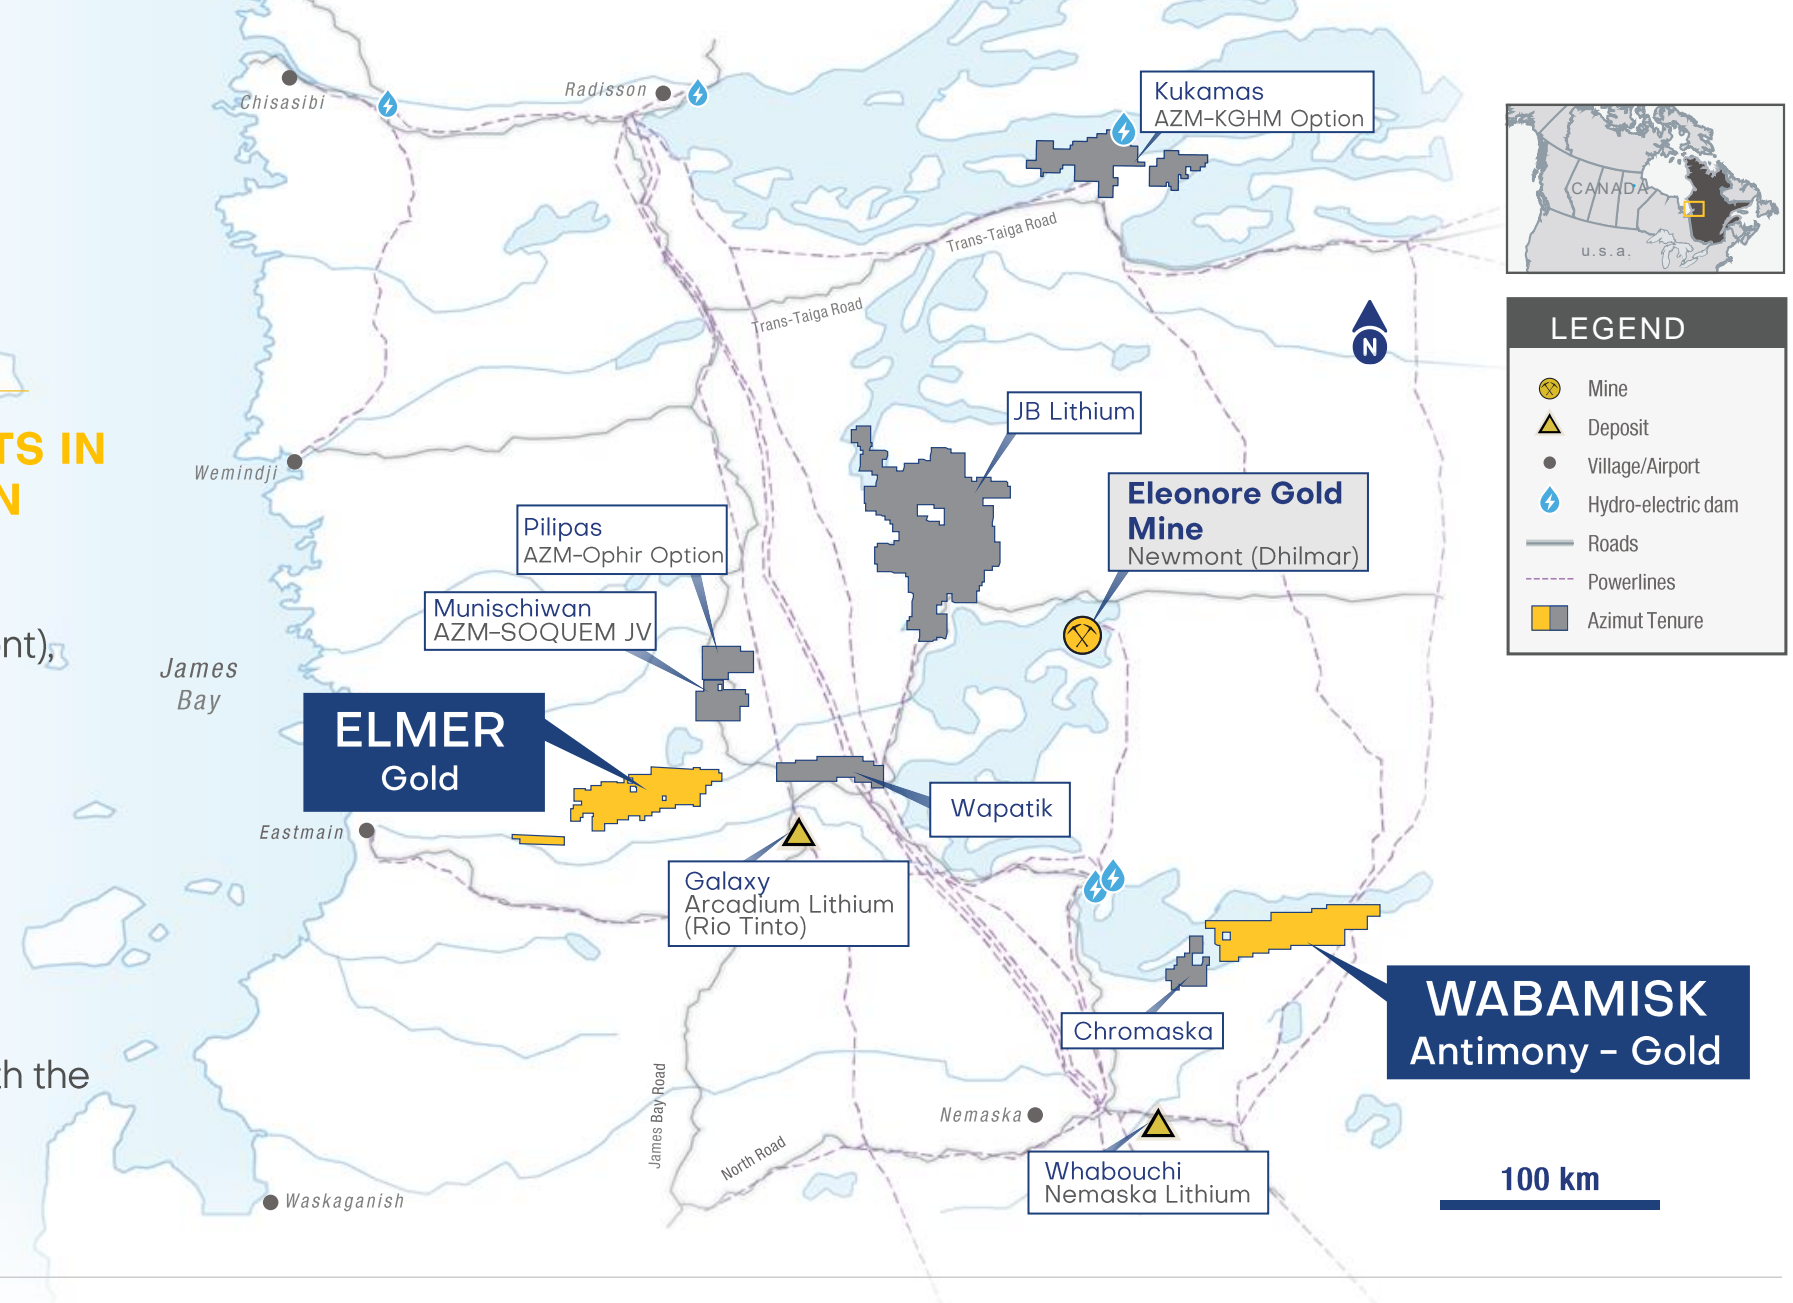 TS IN
N
nt),
th the
Chisasibi
Radisson
Kukamas
AZM-KGHM Option
Trans-Taiga Road
Trans-Taiga Road
CANADA
u.s.a.
N
LEGEND
Mine
Deposit
Village/Airport
Hydro-electric dam
Roads
Powerlines
Azimut Tenure
JB Lithium
Wemindji
Eleonore Gold
Mine
Newmont (Dhilmar)
Pilipas
AZM-Ophir Option
Munischiwan
AZM-SOQUEM JV
James
Bay
ELMER
Gold
Wapatik
Eastmain
Galaxy
Arcadium Lithium
(Rio Tinto)
WABAMISK
Antimony - Gold
Chromaska
James Bay Road
Nemaska
North Road
Whabouchi
Nemaska Lithium
Waskaganish
100 km